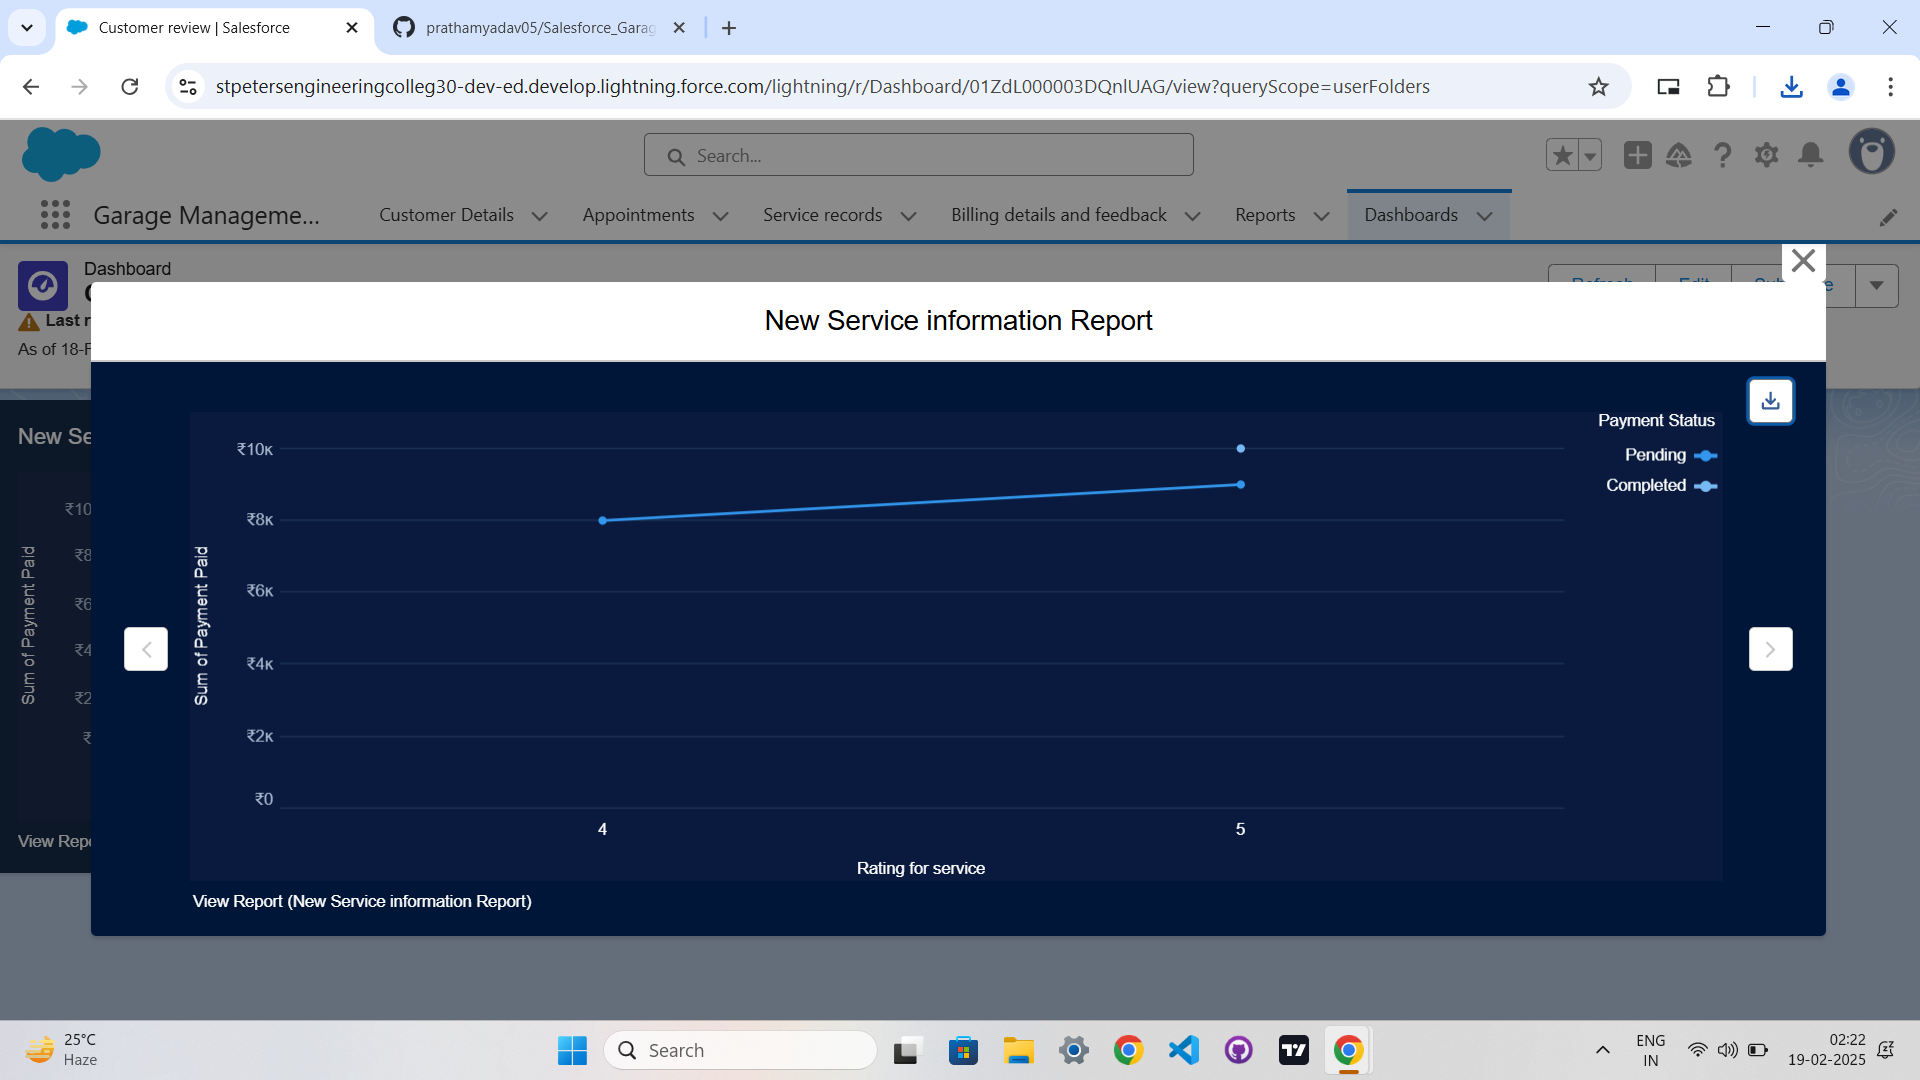 Customer review | Salesforce
prathamyadav05/Salesforce_Garag
stpetersengineeringcolleg30-dev-ed.develop.lightning.force.com/lightning/r/Dashboard/01ZdL000003DQnlUAG/view?queryScope=userFolders
Search...
Garage Manageme...
Customer Details
Appointments
Service records
Billing details and feedback
Reports
Dashboards
Dashboard
Refresh
Edit
Last r
As of 18-F
New Service information Report
New Se
Payment Status
Pending
Completed
₹10K
₹8K
₹6K
₹4K
₹2K
₹0
Sum of Payment Paid
4
5
Rating for service
View Report (New Service information Report)
₹10
₹8
₹6
₹4
₹2
₹
Sum of Payment Paid
View Repo
25°C
Haze
Search
ENG
IN
02:22
19-02-2025